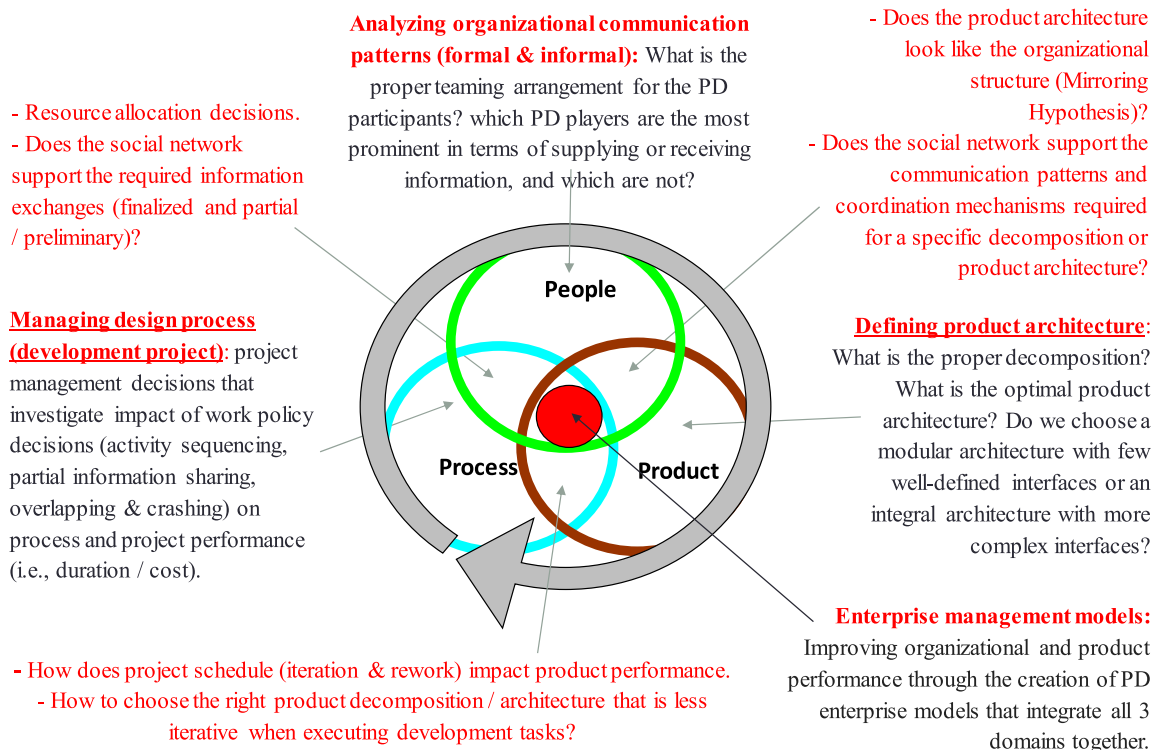 Analyzing organizational communication
patterns (formal & informal): What is the
proper teaming arrangement for the PD
participants? which PD players are the most
prominent in terms of supplying or receiving
information, and which are not?
- Does the product architecture
look like the organizational
structure (Mirroring
Hypothesis)?
- Does the social network support the
communication patterns and
coordination mechanisms required
for a specific decomposition or
product architecture?
- Resource allocation decisions.
- Does the social network
support the required information
exchanges (finalized and partial
/ preliminary)?
People
Process
Product
Managing design process
(development project): project
management decisions that
investigate impact of work policy
decisions (activity sequencing,
partial information sharing,
overlapping & crashing) on
process and project performance
(i.e., duration / cost).
Defining product architecture:
What is the proper decomposition?
What is the optimal product
architecture? Do we choose a
modular architecture with few
well-defined interfaces or an
integral architecture with more
complex interfaces?
Enterprise management models:
Improving organizational and product
performance through the creation of PD
enterprise models that integrate all 3
domains together.
- How does project schedule (iteration & rework) impact product performance.
- How to choose the right product decomposition / architecture that is less
iterative when executing development tasks?